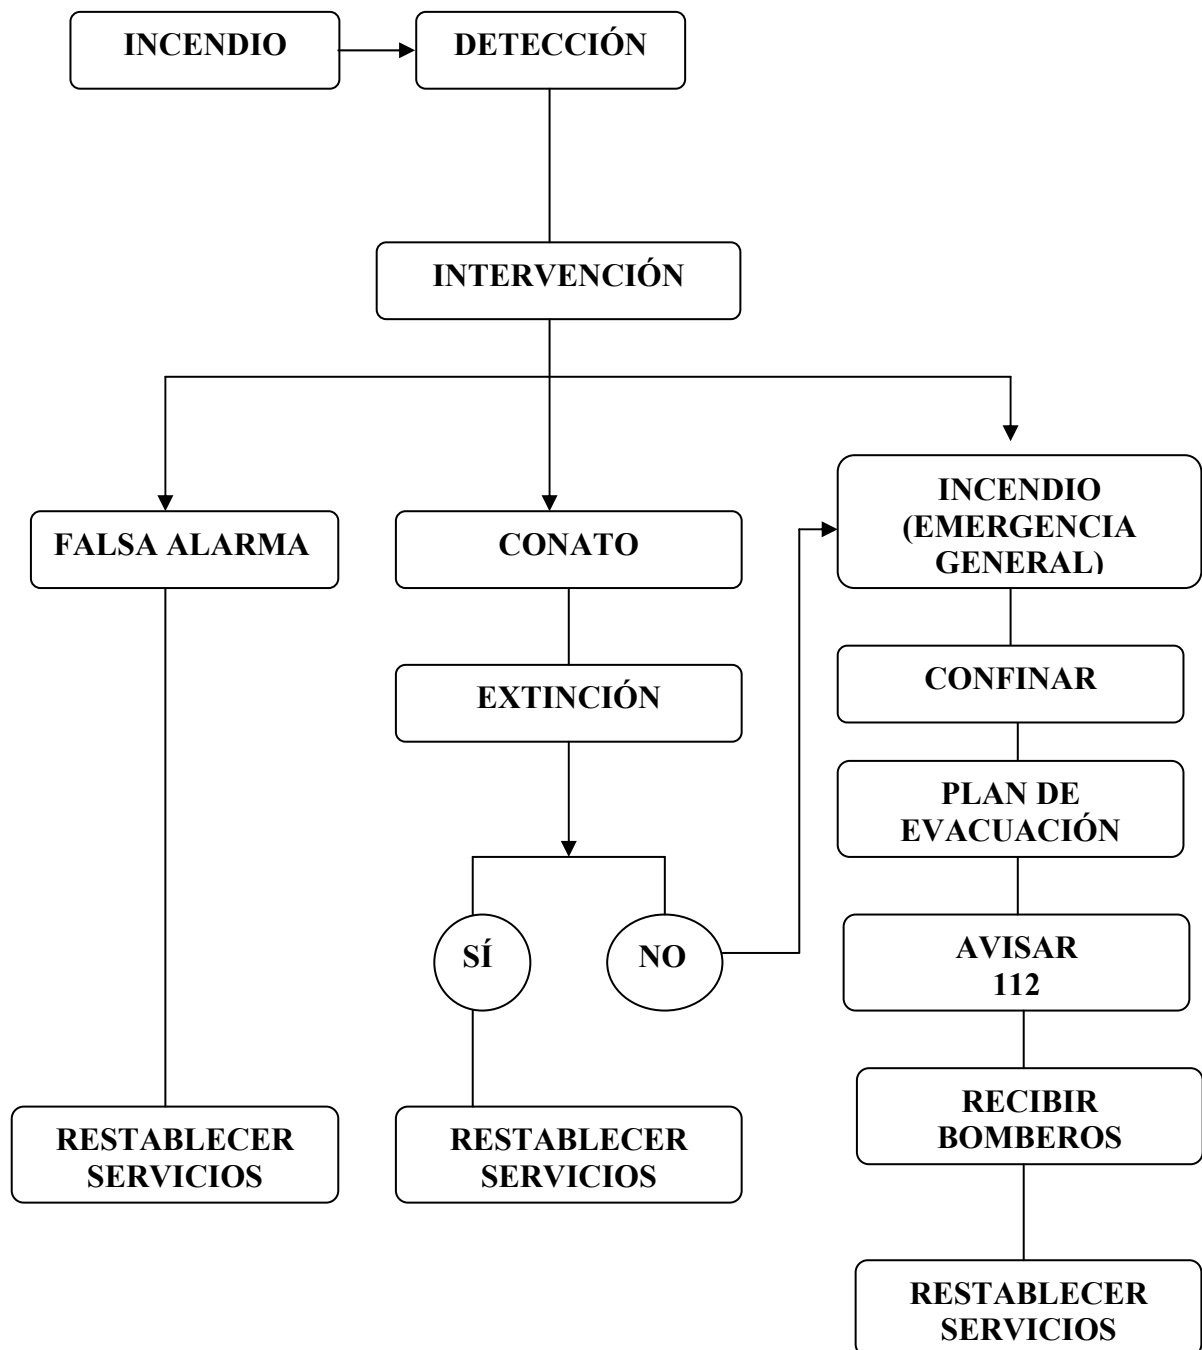 INCENDIO
DETECCIÓN
INTERVENCIÓN
FALSA ALARMA
CONATO
INCENDIO
(EMERGENCIA
GENERAL)
EXTINCIÓN
CONFINAR
PLAN DE
EVACUACIÓN
SÍ
NO
AVISAR
112
RESTABLECER
SERVICIOS
RESTABLECER
SERVICIOS
RECIBIR
BOMBEROS
RESTABLECER
SERVICIOS